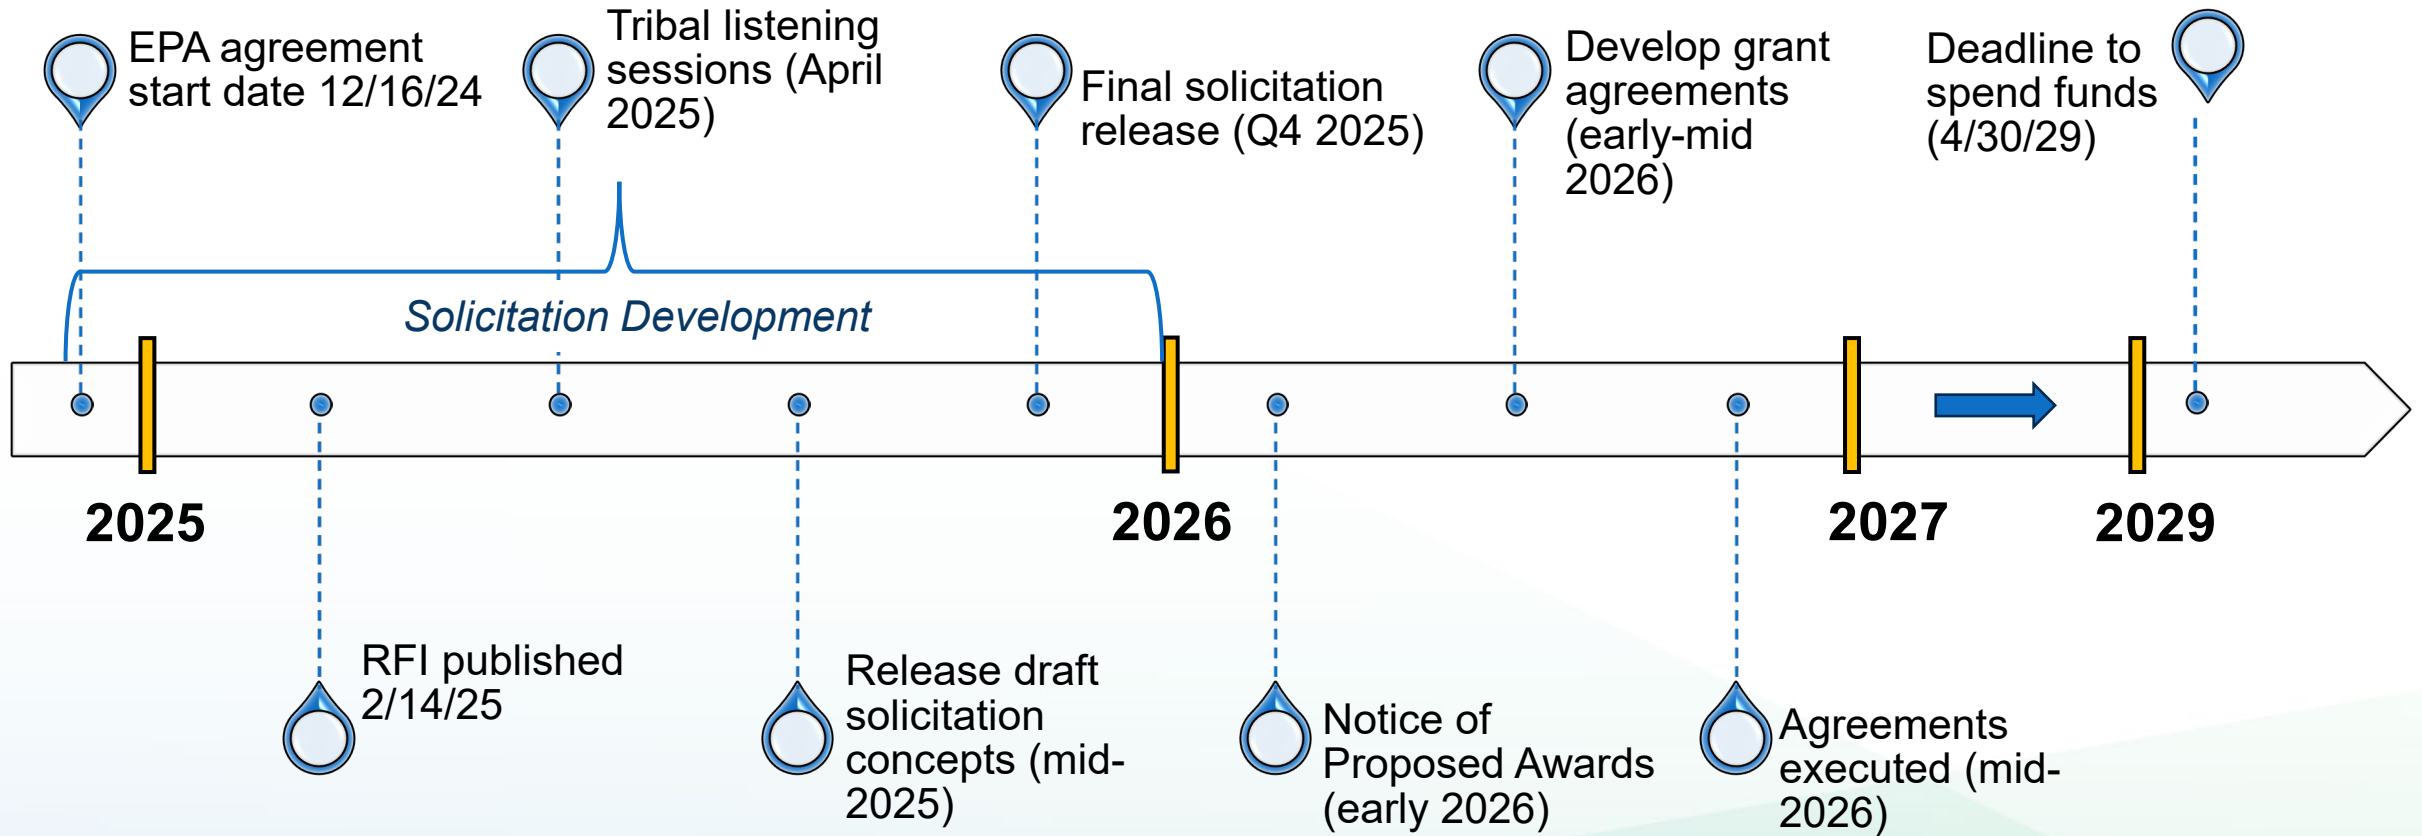 EPA agreement
start date 12/16/24
Tribal listening
sessions (April
2025)
Final solicitation
release (Q4 2025)
Develop grant
agreements
(early-mid
2026)
Deadline to
spend funds
(4/30/29)
Solicitation Development
2025
2026
2027
2029
RFI published
2/14/25
Release draft
solicitation
concepts (mid-
2025)
Notice of
Proposed Awards
(early 2026)
Agreements
executed (mid-
2026)